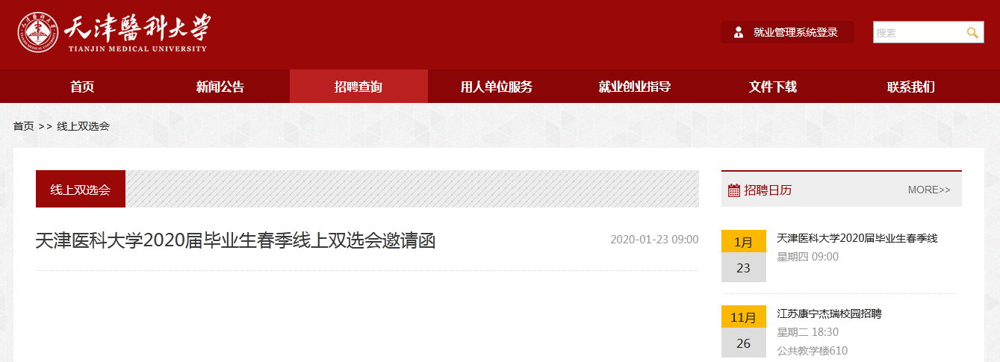 天津醫科大学
TIANJIN MEDICAL UNIVERSITY
就业管理系统登录
搜索
首页 新闻公告 招聘查询 用人单位服务 就业创业指导 文件下载 联系我们
首页 >> 线上双选会
线上双选会
天津医科大学2020届毕业生春季线上双选会邀请函
2020-01-23 09:00
招聘日历
MORE>>
1月
23
天津医科大学2020届毕业生春季线
星期四 09:00
11月
26
江苏康宁杰瑞校园招聘
星期二 18:30
公共教学楼610